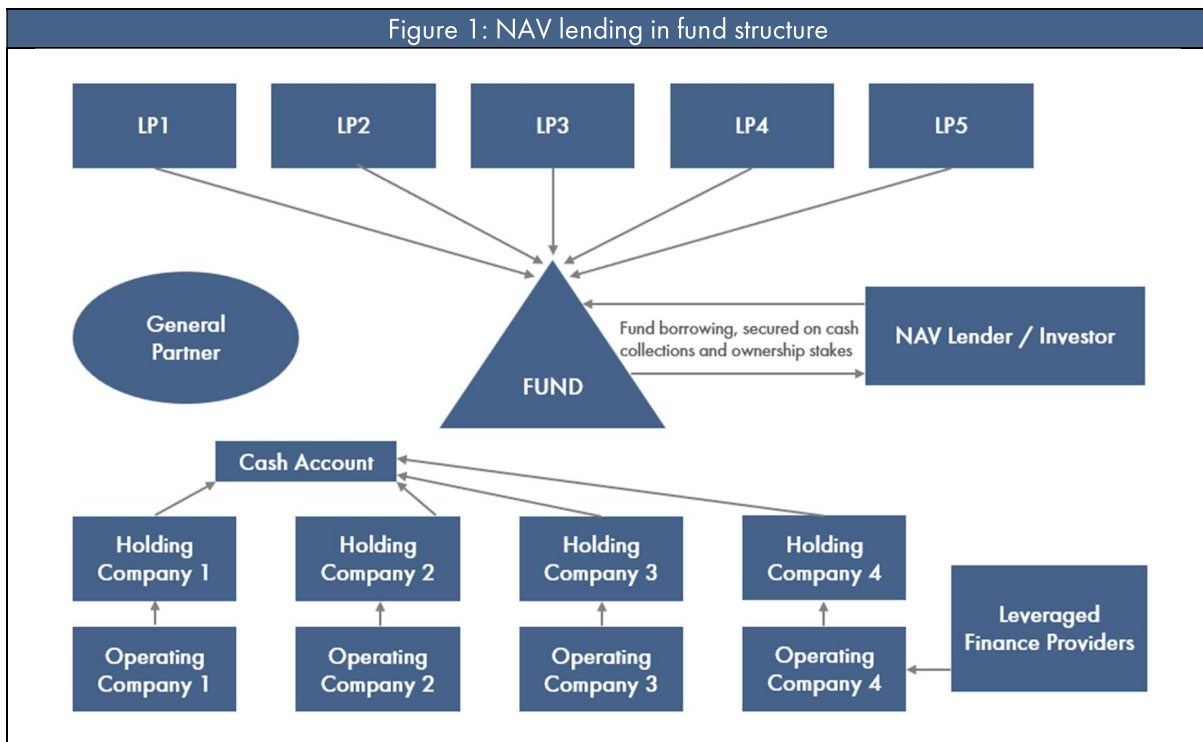 Figure 1: NAV lending in fund structure
LP1
LP2
LP3
LP4
LP5
General
Partner
Fund borrowing, secured on cash
collections and ownership stakes
NAV Lender / Investor
FUND
Cash Account
Holding
Company 1
Holding
Company 2
Holding
Company 3
Holding
Company 4
Operating
Company 1
Operating
Company 2
Operating
Company 3
Operating
Company 4
Leveraged
Finance Providers